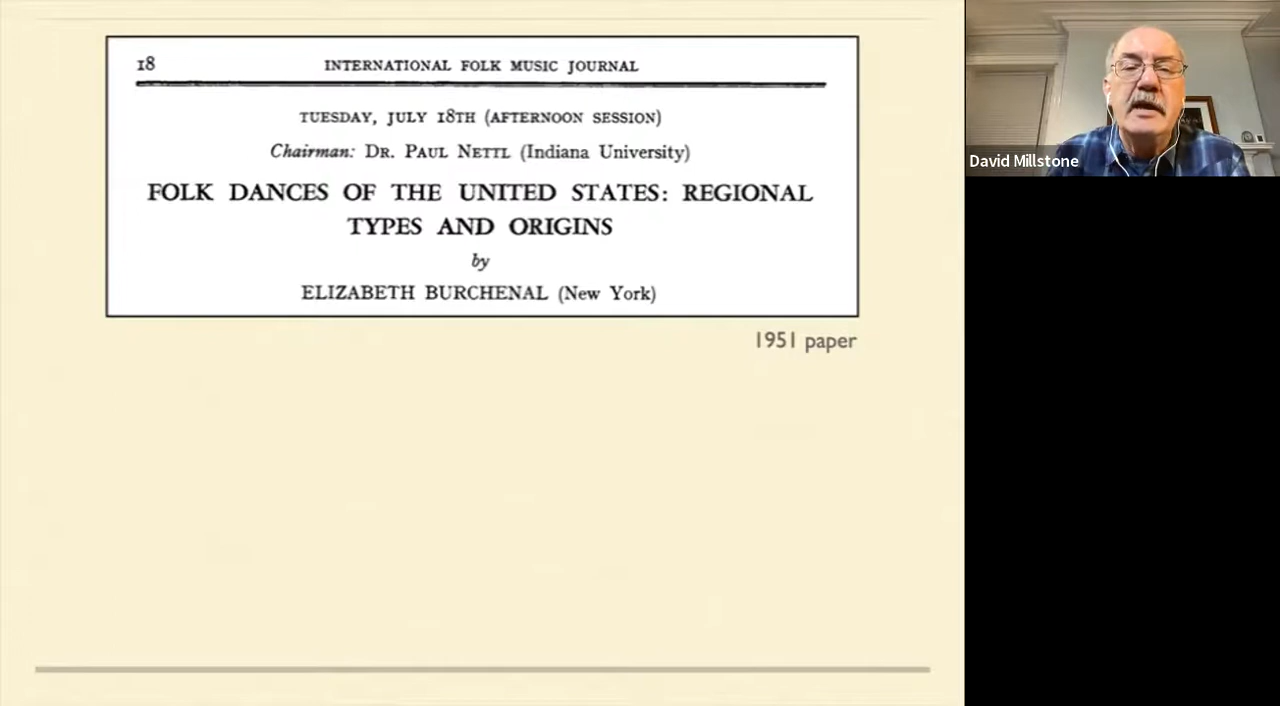 18 INTERNATIONAL FOLK MUSIC JOURNAL
TUESDAY, JULY 18TH (AFTERNOON SESSION)
Chairman: DR. PAUL NETTL (Indiana University)
FOLK DANCES OF THE UNITED STATES: REGIONAL
TYPES AND ORIGINS
by
ELIZABETH BURCHENAL (New York)
1951 paper
David Millstone